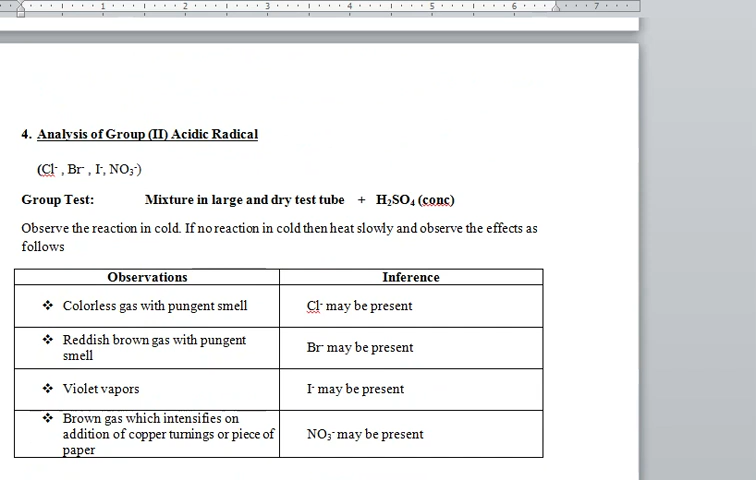 1 2 3 4 5 6 7
4. Analysis of Group (II) Acidic Radical
(Cl⁻ , Br⁻ , I⁻, NO₃⁻)
Group Test: Mixture in large and dry test tube + H₂SO₄ (conc)
Observe the reaction in cold. If no reaction in cold then heat slowly and observe the effects as
follows
Observations Inference
❖ Colorless gas with pungent smell Cl⁻ may be present
❖ Reddish brown gas with pungent
smell
Br⁻ may be present
❖ Violet vapors I⁻ may be present
❖ Brown gas which intensifies on
addition of copper turnings or piece of
paper
NO₃⁻ may be present